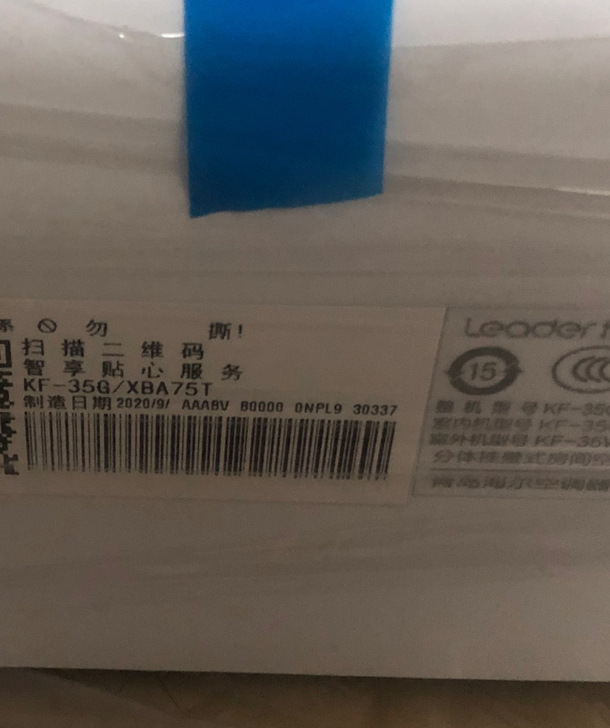 勿 撕!
扫描二维码
智享贴心服务
KF-35G/XBA75T
制造日期 2020/9/ AAABV B0000 0NPL9 30337
Leader
15
整机型号 KF-35
室内机型号 KF-35
室外机型号 KF-35W
分体挂壁式房间空
青岛海尔空调器